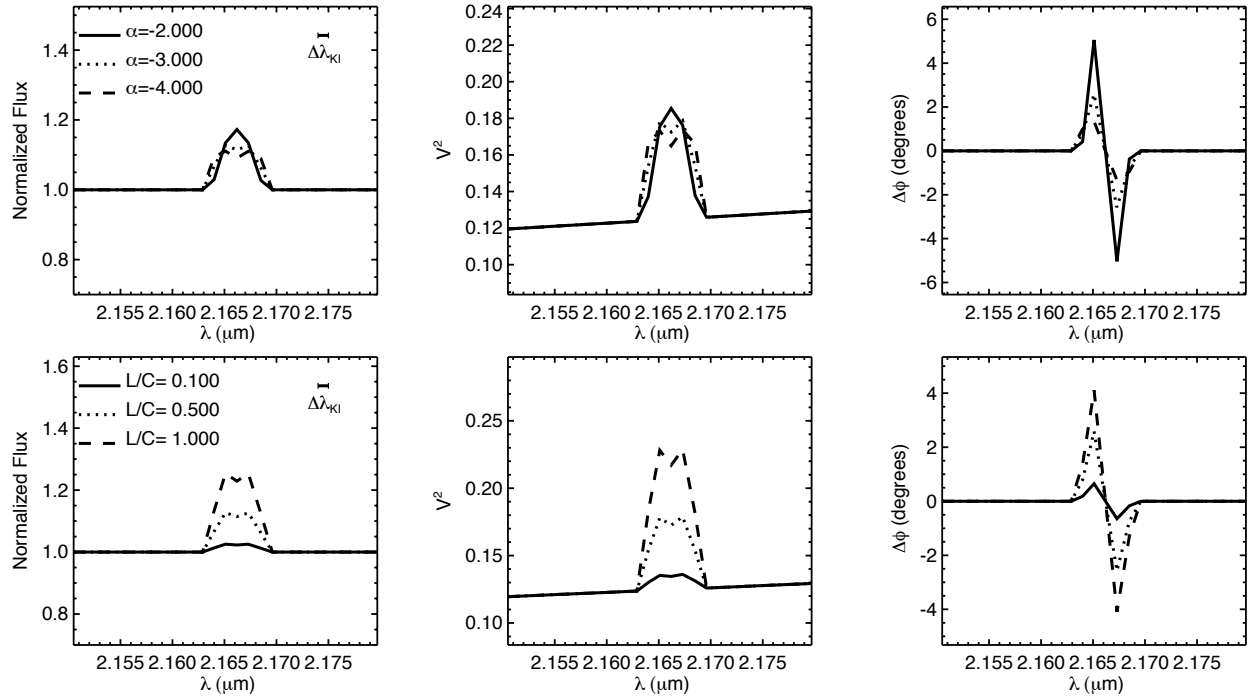 α=-2.000
α=-3.000
α=-4.000
Δλ_KI
Normalized Flux
1.4
1.2
1.0
0.8
2.155 2.160 2.165 2.170 2.175
λ (μm)
V²
0.24
0.22
0.20
0.18
0.16
0.14
0.12
0.10
2.155 2.160 2.165 2.170 2.175
λ (μm)
Δϕ (degrees)
6
4
2
0
-2
-4
-6
2.155 2.160 2.165 2.170 2.175
λ (μm)
L/C= 0.100
L/C= 0.500
L/C= 1.000
Δλ_KI
Normalized Flux
1.6
1.4
1.2
1.0
0.8
2.155 2.160 2.165 2.170 2.175
λ (μm)
V²
0.25
0.20
0.15
0.10
2.155 2.160 2.165 2.170 2.175
λ (μm)
Δϕ (degrees)
4
2
0
-2
-4
2.155 2.160 2.165 2.170 2.175
λ (μm)